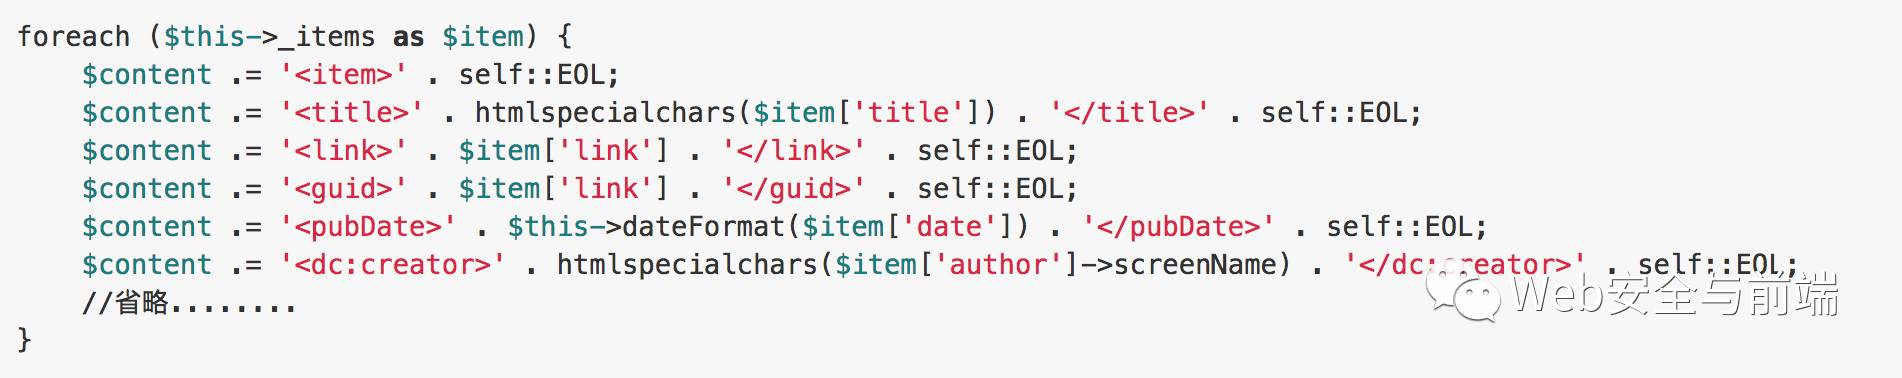 foreach ($this->_items as $item) {
    $content .= '<item>' . self::EOL;
    $content .= '<title>' . htmlspecialchars($item['title']) . '</title>' . self::EOL;
    $content .= '<link>' . $item['link'] . '</link>' . self::EOL;
    $content .= '<guid>' . $item['link'] . '</guid>' . self::EOL;
    $content .= '<pubDate>' . $this->dateFormat($item['date']) . '</pubDate>' . self::EOL;
    $content .= '<dc:creator>' . htmlspecialchars($item['author']->screenName) . '</dc:creator>' . self::EOL;
    //省略........
Web安全与前端
}